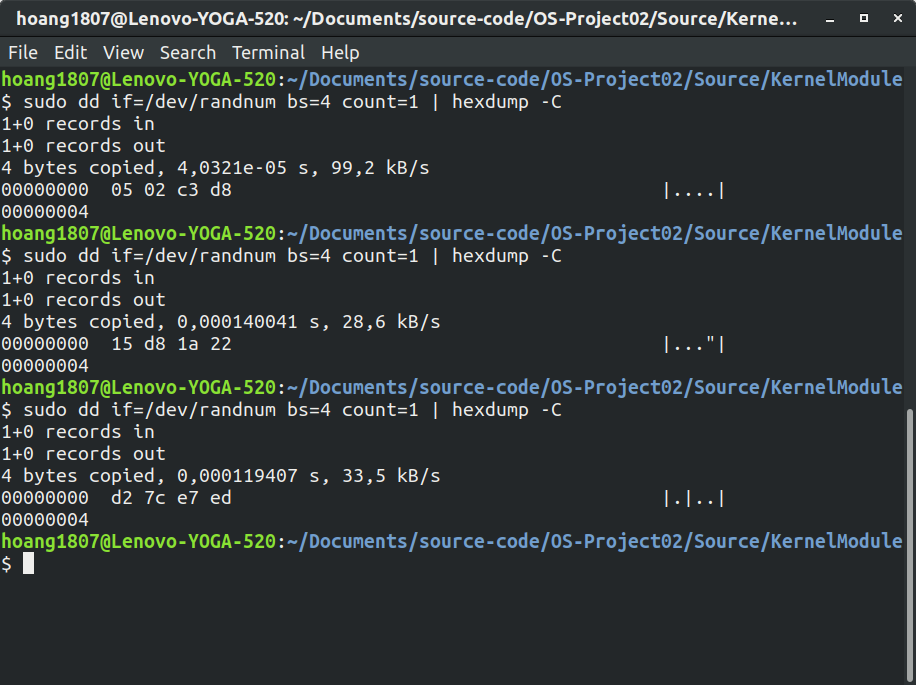 hoang1807@Lenovo-YOGA-520: ~/Documents/source-code/OS-Project02/Source/Kerne...
File Edit View Search Terminal Help
hoang1807@Lenovo-YOGA-520:~/Documents/source-code/OS-Project02/Source/KernelModule
$ sudo dd if=/dev/randnum bs=4 count=1 | hexdump -C
1+0 records in
1+0 records out
4 bytes copied, 4,0321e-05 s, 99,2 kB/s
00000000  05 02 c3 d8                                       |....|
00000004
hoang1807@Lenovo-YOGA-520:~/Documents/source-code/OS-Project02/Source/KernelModule
$ sudo dd if=/dev/randnum bs=4 count=1 | hexdump -C
1+0 records in
1+0 records out
4 bytes copied, 0,000140041 s, 28,6 kB/s
00000000  15 d8 1a 22                                       |..."|
00000004
hoang1807@Lenovo-YOGA-520:~/Documents/source-code/OS-Project02/Source/KernelModule
$ sudo dd if=/dev/randnum bs=4 count=1 | hexdump -C
1+0 records in
1+0 records out
4 bytes copied, 0,000119407 s, 33,5 kB/s
00000000  d2 7c e7 ed                                       |.|..|
00000004
hoang1807@Lenovo-YOGA-520:~/Documents/source-code/OS-Project02/Source/KernelModule
$